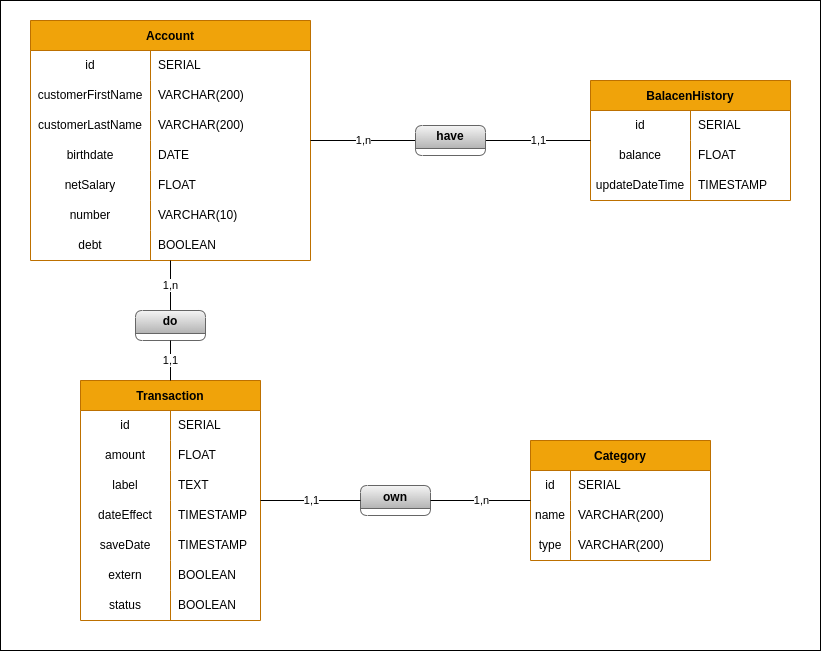 Account
id SERIAL
customerFirstName VARCHAR(200)
customerLastName VARCHAR(200)
birthdate DATE
netSalary FLOAT
number VARCHAR(10)
debt BOOLEAN
1,n
have
1,1
BalacenHistory
id SERIAL
balance FLOAT
updateDateTime TIMESTAMP
1,n
do
1,1
Transaction
id SERIAL
amount FLOAT
label TEXT
dateEffect TIMESTAMP
saveDate TIMESTAMP
extern BOOLEAN
status BOOLEAN
1,1
own
1,n
Category
id SERIAL
name VARCHAR(200)
type VARCHAR(200)